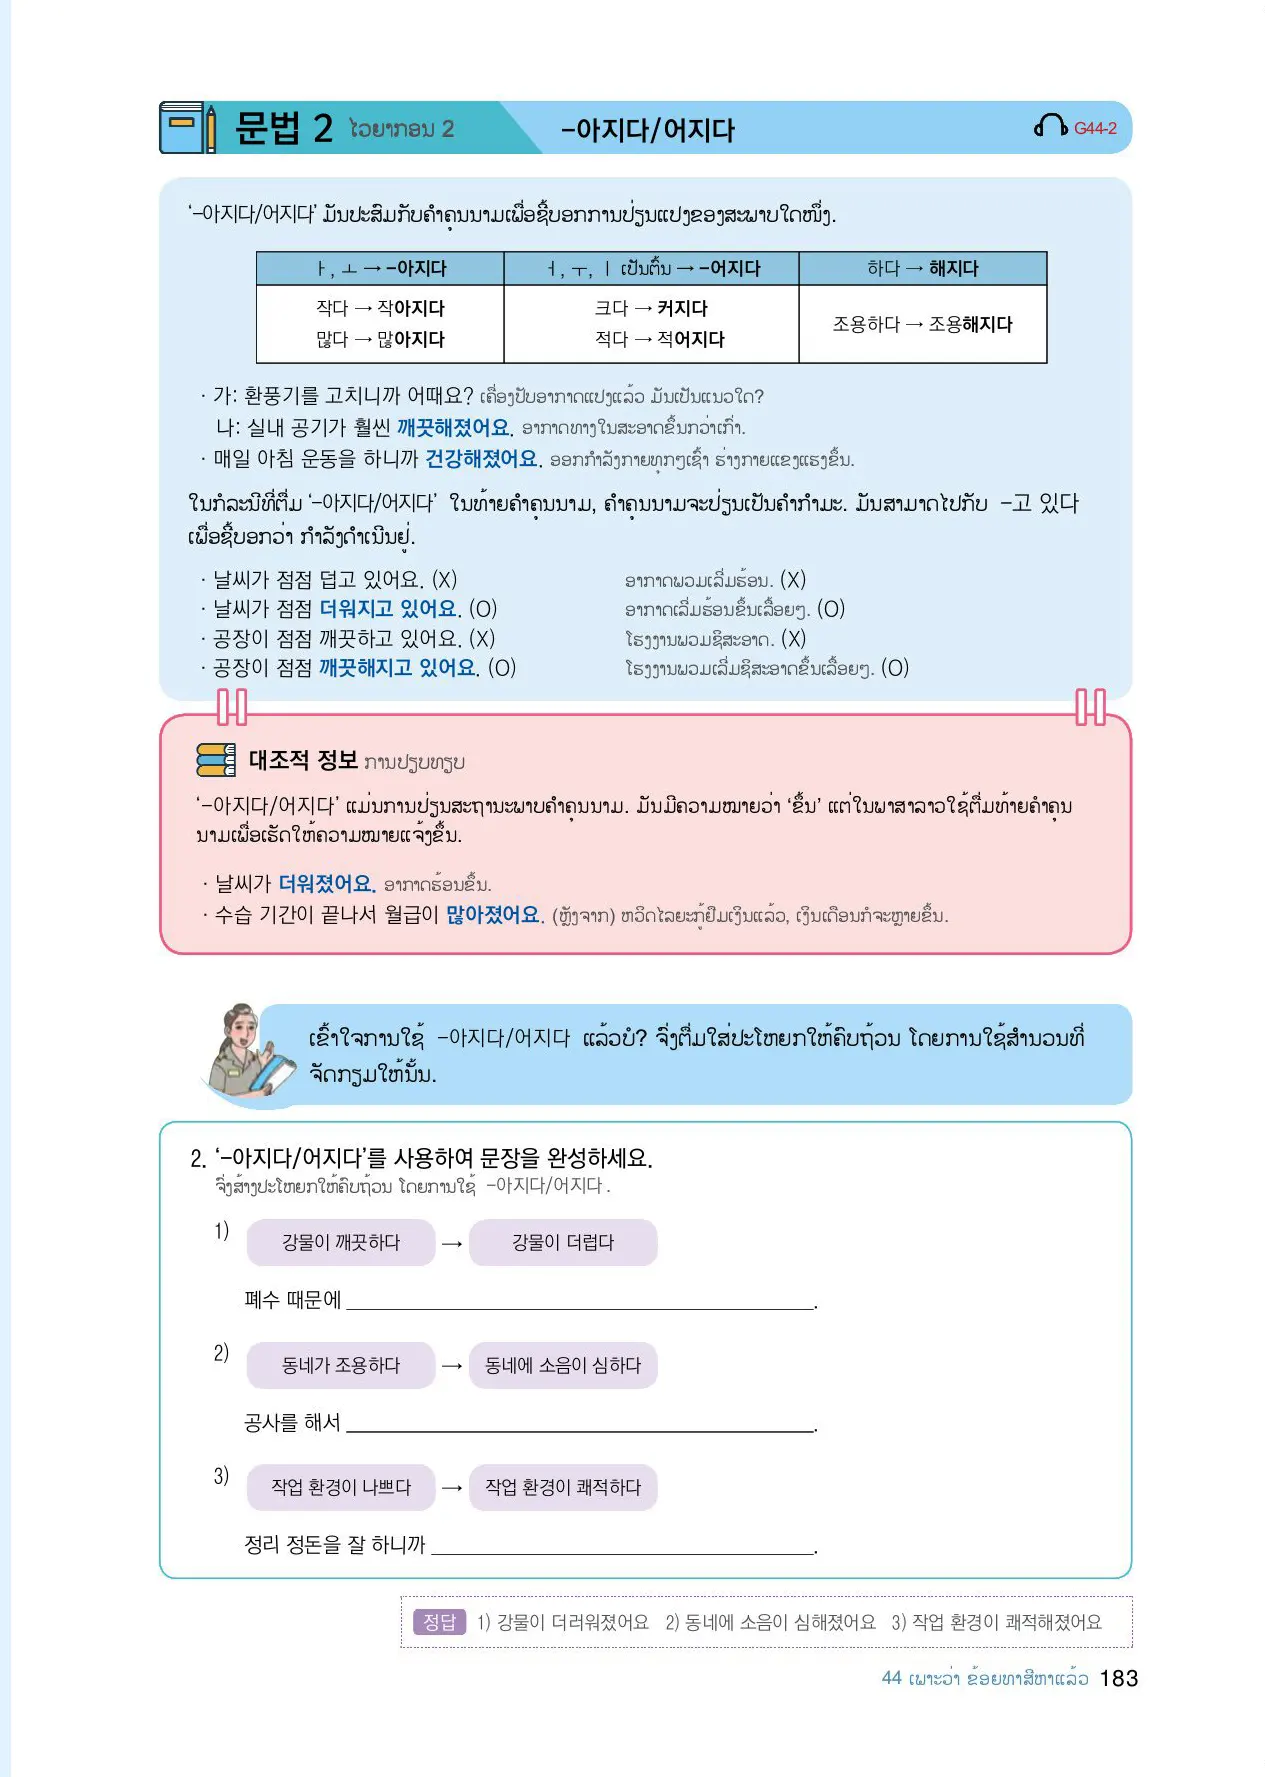 문법 2 ໄວຍາກອນ 2 -아지다/어지다 G44-2
‘-아지다/어지다’ ມັນປະສົມກັບຄຳຄຸນນາມເພື່ອຊີ້ບອກການປ່ຽນແປງຂອງສະພາບໃດໜຶ່ງ.
ㅏ, ㅗ → -아지다 ㅓ, ㅜ, ㅣ ເປັນຕົ້ນ → -어지다 하다 → 해지다
작다 → 작아지다 크다 → 커지다 조용하다 → 조용해지다
많다 → 많아지다 적다 → 적어지다
· 가: 환풍기를 고치니까 어때요? ເຄື່ອງປັບອາກາດແປງແລ້ວ ມັນເປັນແນວໃດ?
나: 실내 공기가 훨씬 깨끗해졌어요. ອາກາດທາງໃນສະອາດຂຶ້ນກວ່າເກົ່າ.
· 매일 아침 운동을 하니까 건강해졌어요. ອອກກຳລັງກາຍທຸກໆເຊົ້າ ຮ່າງກາຍແຂງແຮງຂຶ້ນ.
ໃນກໍລະນີທີ່ຕື່ມ ‘-아지다/어지다’ ໃນທ້າຍຄຳຄຸນນາມ, ຄຳຄຸນນາມຈະປ່ຽນເປັນຄຳກຳມະ. ມັນສາມາດໄປກັບ -고 있다
ເພື່ອຊີ້ບອກວ່າ ກຳລັງດຳເນີນຢູ່.
· 날씨가 점점 덥고 있어요. (X) ອາກາດພວມເລີ່ມຮ້ອນ. (X)
· 날씨가 점점 더워지고 있어요. (O) ອາກາດເລີ່ມຮ້ອນຂຶ້ນເລື້ອຍໆ. (O)
· 공장이 점점 깨끗하고 있어요. (X) ໂຮງງານພວມຊິສະອາດ. (X)
· 공장이 점점 깨끗해지고 있어요. (O) ໂຮງງານພວມເລີ່ມຊິສະອາດຂຶ້ນເລື້ອຍໆ. (O)
대조적 정보 ການປຽບທຽບ
‘-아지다/어지다’ ແມ່ນການປ່ຽນສະຖານະພາບຄຳຄຸນນາມ. ມັນມີຄວາມໝາຍວ່າ ‘ຂຶ້ນ’ ແຕ່ໃນພາສາລາວໃຊ້ຕື່ມທ້າຍຄຳຄຸນ
ນາມເພື່ອເຮັດໃຫ້ຄວາມໝາຍແຈ້ງຂຶ້ນ.
· 날씨가 더워졌어요. ອາກາດຮ້ອນຂຶ້ນ.
· 수습 기간이 끝나서 월급이 많아졌어요. (ຫຼັງຈາກ) ຫວິດໄລຍະກູ້ຢືມເງິນແລ້ວ, ເງິນເດືອນກໍຈະຫຼາຍຂຶ້ນ.
ເຂົ້າໃຈການໃຊ້ -아지다/어지다 ແລ້ວບໍ? ຈົ່ງຕື່ມໃສ່ປະໂຫຍກໃຫ້ຄົບຖ້ວນ ໂດຍການໃຊ້ສຳນວນທີ່
ຈັດກຽມໃຫ້ນັ້ນ.
2. ‘-아지다/어지다’를 사용하여 문장을 완성하세요.
ຈົ່ງສ້າງປະໂຫຍກໃຫ້ຄົບຖ້ວນ ໂດຍການໃຊ້ -아지다/어지다.
1) 강물이 깨끗하다 → 강물이 더럽다
폐수 때문에 ____________________.
2) 동네가 조용하다 → 동네에 소음이 심하다
공사를 해서 ____________________.
3) 작업 환경이 나쁘다 → 작업 환경이 쾌적하다
정리 정돈을 잘 하니까 ____________________.
정답 1) 강물이 더러워졌어요 2) 동네에 소음이 심해졌어요 3) 작업 환경이 쾌적해졌어요
44 ເພາະວ່າ ຂ້ອຍທາສີຫາແລ້ວ 183